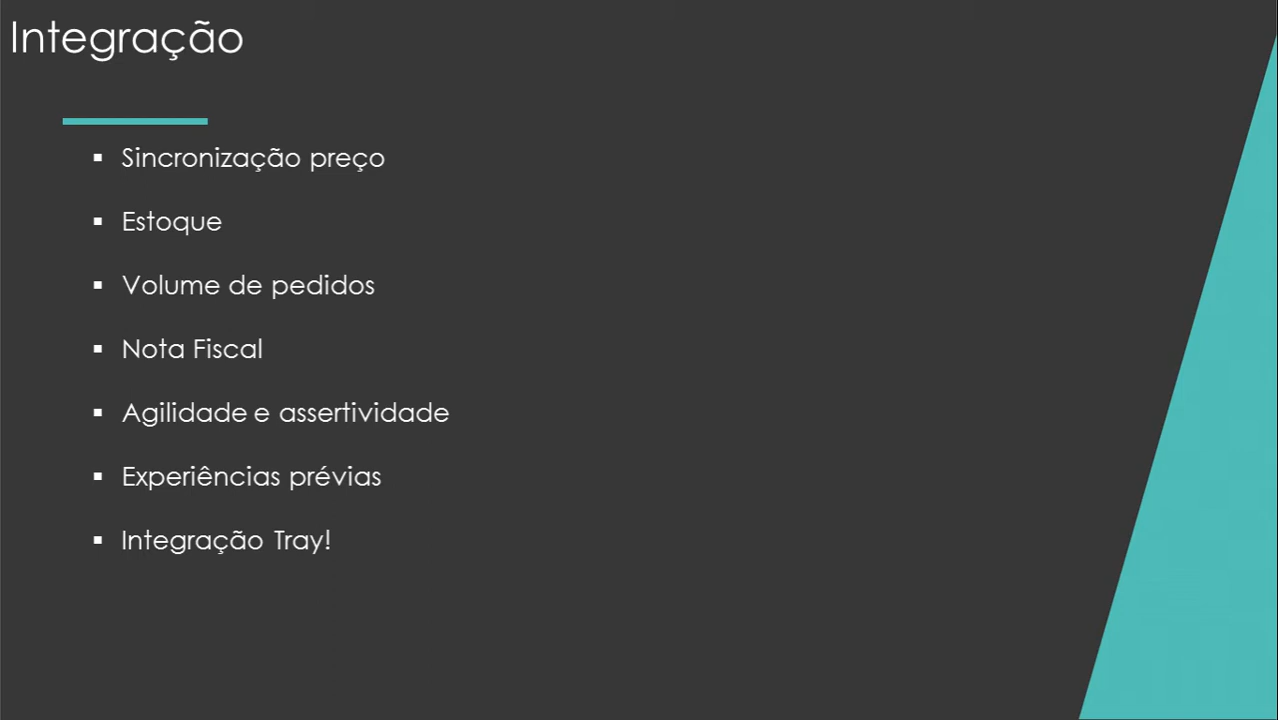 Integração
▪ Sincronização preço
▪ Estoque
▪ Volume de pedidos
▪ Nota Fiscal
▪ Agilidade e assertividade
▪ Experiências prévias
▪ Integração Tray!